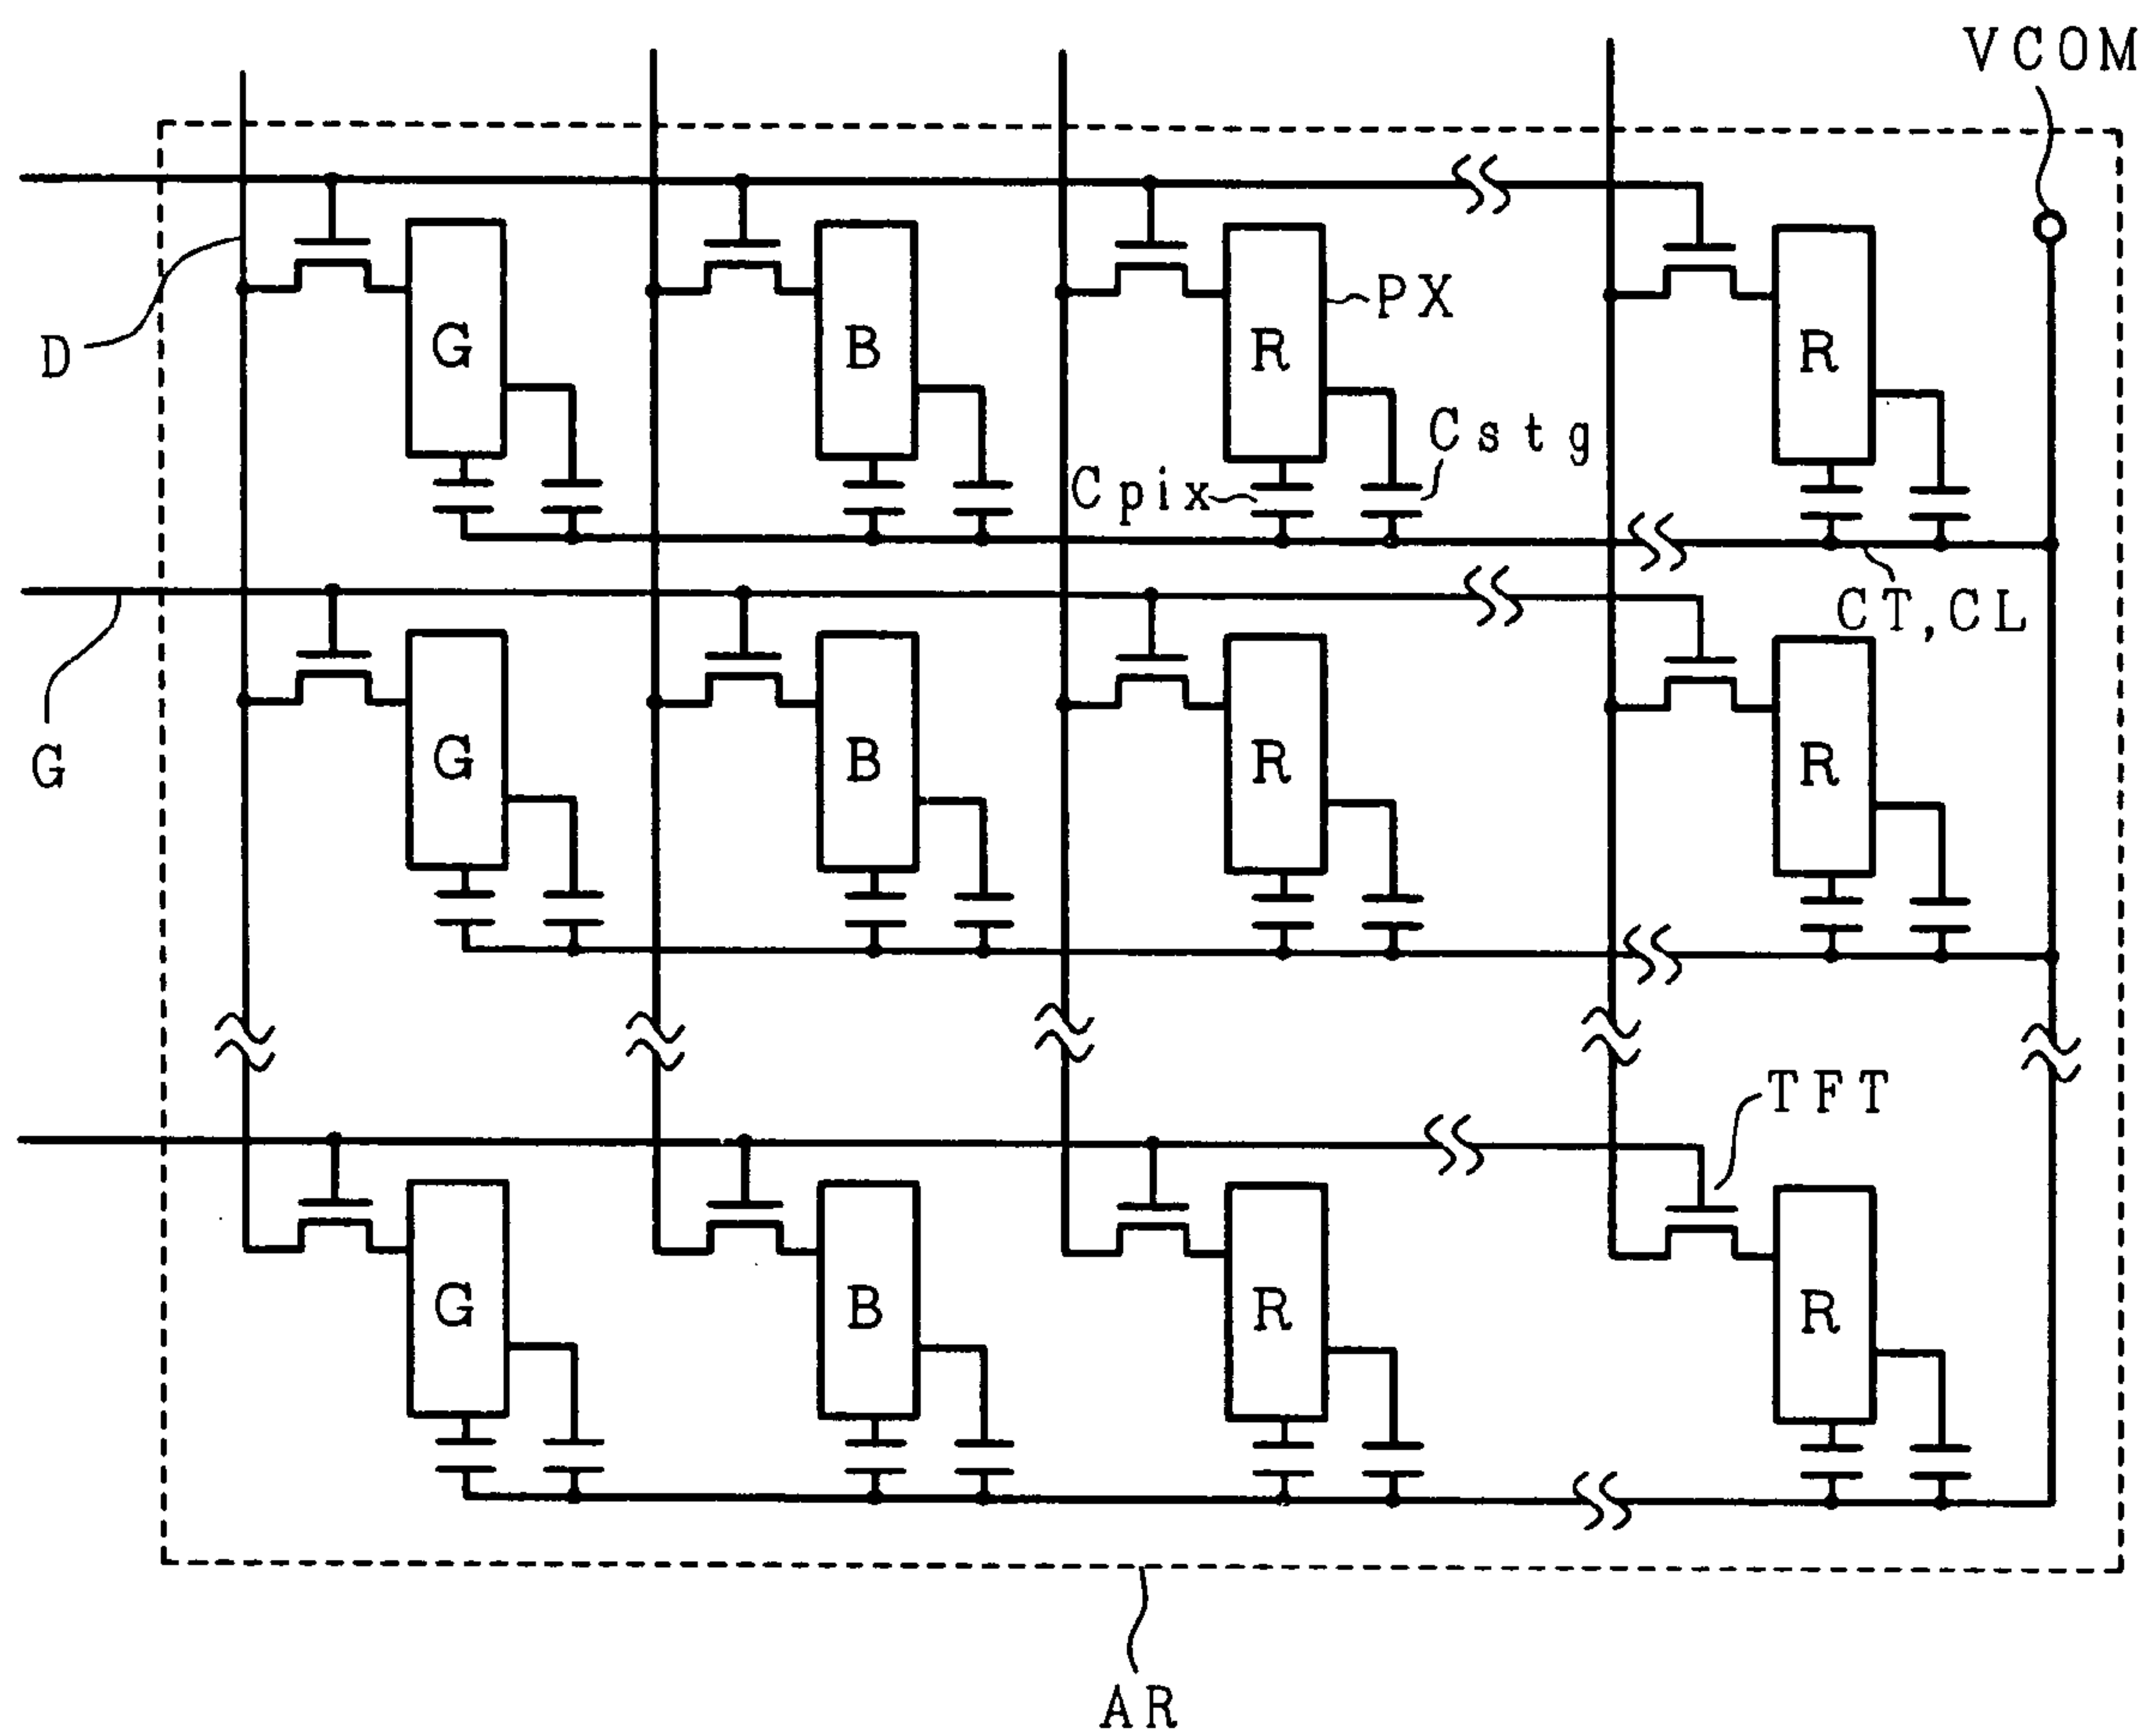 VCOM
D
G B R R
PX
Cstg
Cpix
CT,CL
G
G B R R
TFT
G B R R
AR